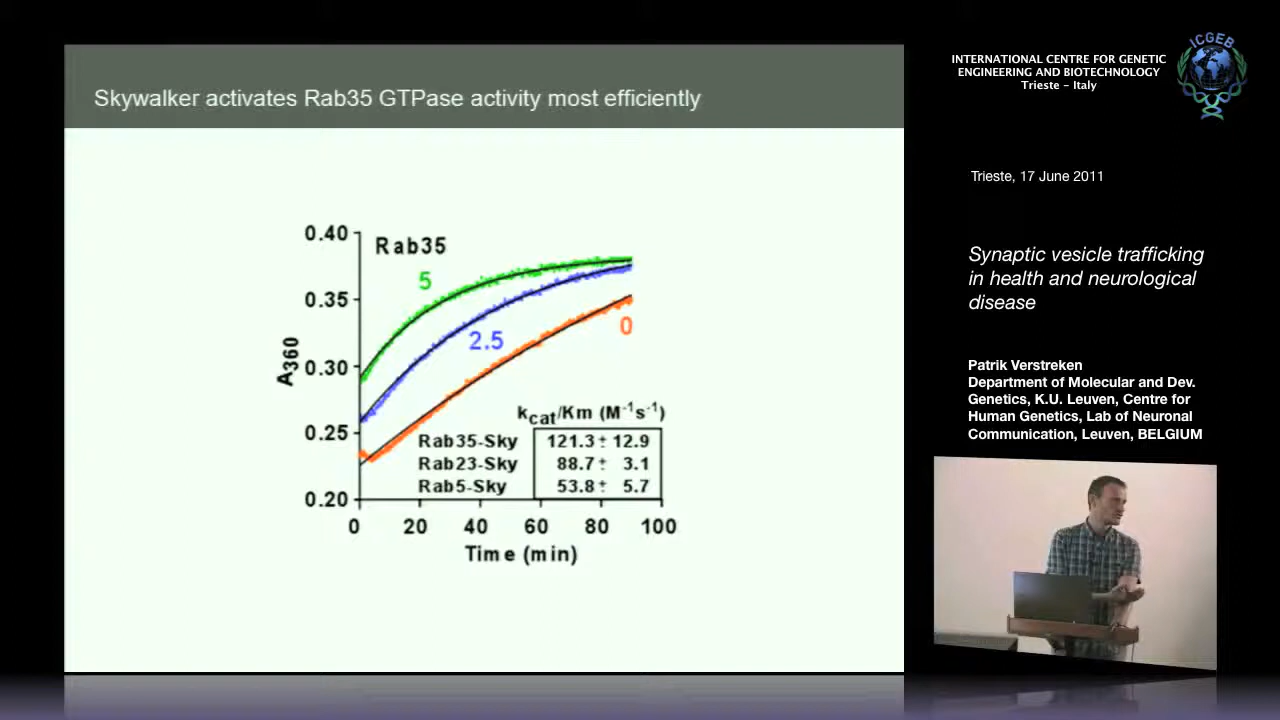 Skywalker activates Rab35 GTPase activity most efficiently
0.40
0.35
0.30
0.25
0.20
A360
Rab35
5
2.5
0
kcat/Km (M-1s-1)
Rab35-Sky 121.3± 12.9
Rab23-Sky 88.7± 3.1
Rab5-Sky 53.8± 5.7
0 20 40 60 80 100
Time (min)
INTERNATIONAL CENTRE FOR GENETIC
ENGINEERING AND BIOTECHNOLOGY
Trieste – Italy
ICGEB
Trieste, 17 June 2011
Synaptic vesicle trafficking
in health and neurological
disease
Patrik Verstreken
Department of Molecular and Dev.
Genetics, K.U. Leuven, Centre for
Human Genetics, Lab of Neuronal
Communication, Leuven, BELGIUM